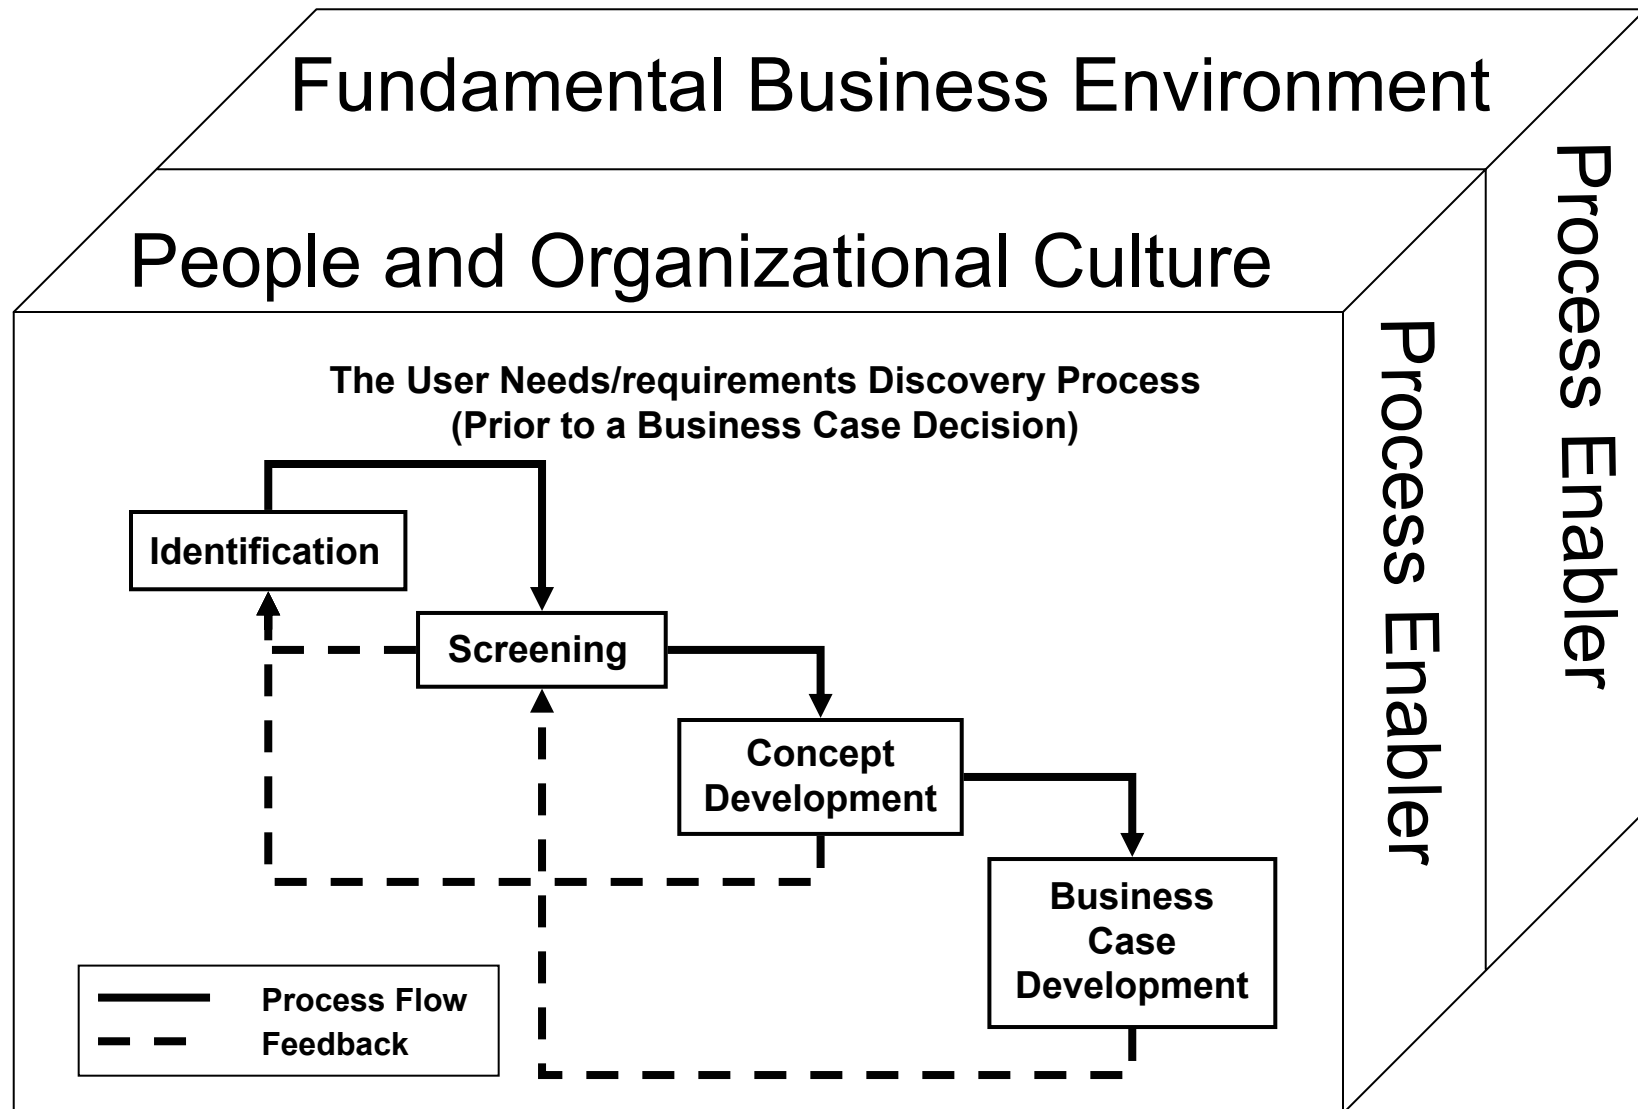 Fundamental Business Environment
Process Enabler
People and Organizational Culture
Process Enabler
The User Needs/requirements Discovery Process
(Prior to a Business Case Decision)
Identification
Screening
Concept
Development
Business
Case
Development
Process Flow
Feedback